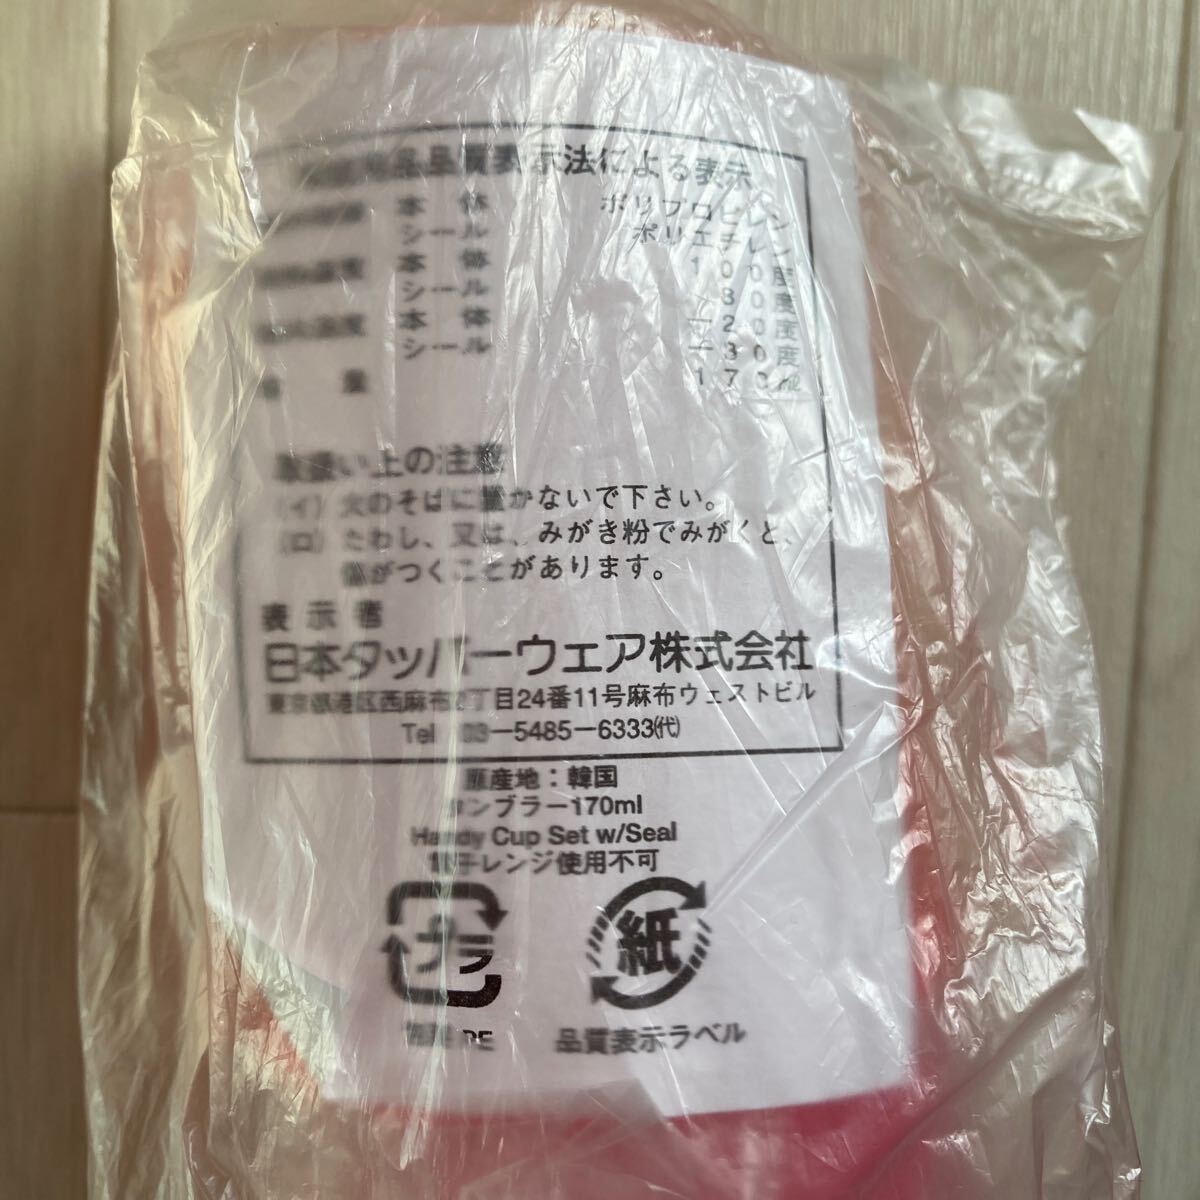 品質表示法による表示
本体 ポリプロピレン
シール ポリエチレン
温度 本体 100度
シール 80度
温度 本体 －20度
シール －30度
量 170㎖
取扱い上の注意
(イ) 火のそばに置かないで下さい。
(ロ) たわし、又は、みがき粉でみがくと、
傷がつくことがあります。
表示者
日本タッパーウェア株式会社
東京都港区西麻布2丁目24番11号麻布ウェストビル
Tel 03－5485－6333㈹
原産地：韓国
タンブラー170ml
Handy Cup Set w/Seal
電子レンジ使用不可
プラ 紙
PE 品質表示ラベル